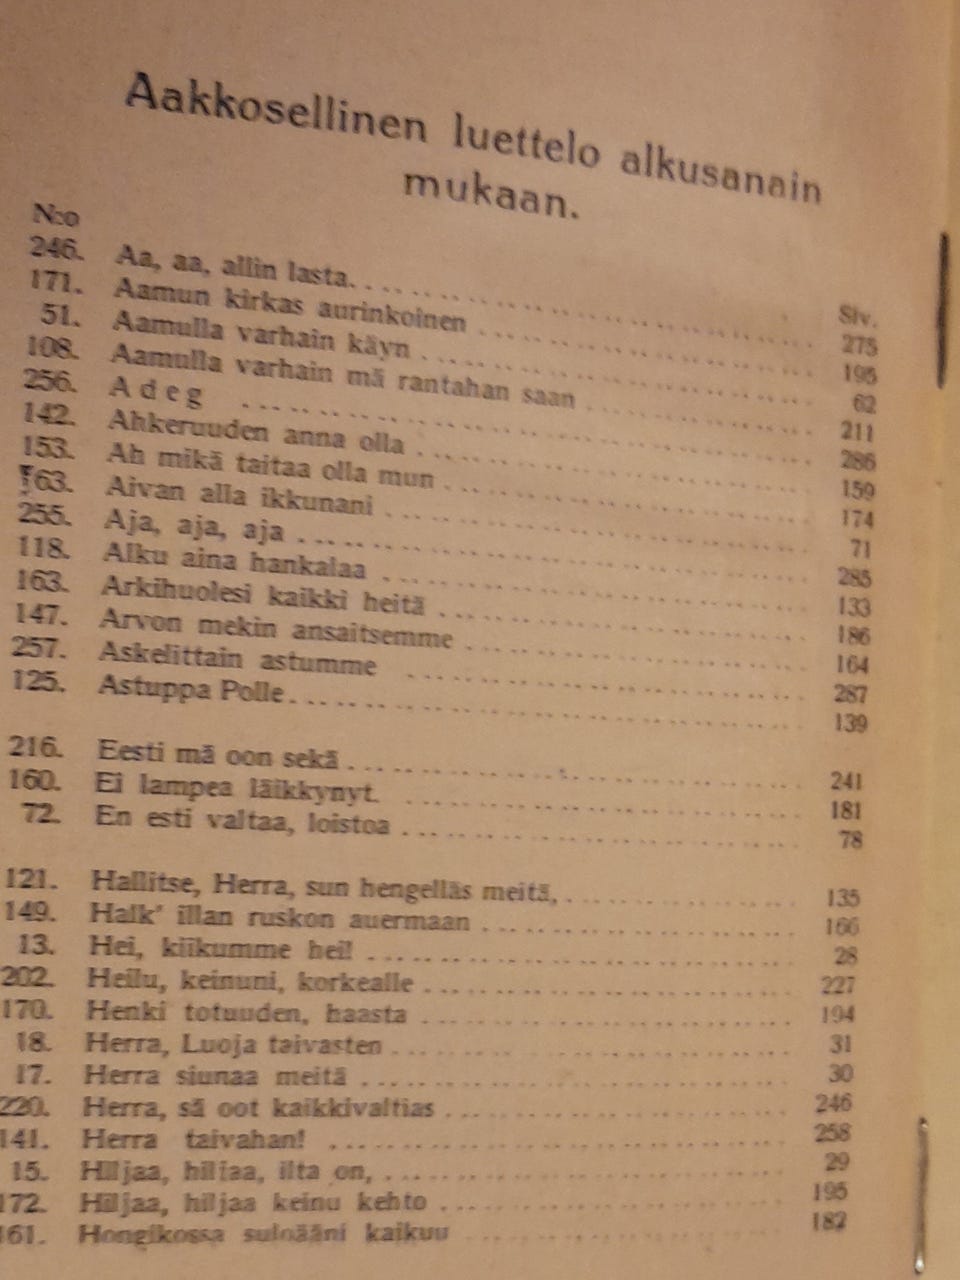 Aakkosellinen luettelo alkusanain
mukaan.
N:o Siv.
246. Aa, aa, allin lasta. 275
171. Aamun kirkas aurinkoinen 195
51. Aamulla varhain käyn 62
108. Aamulla varhain mä rantahan saan 211
256. Adeg 286
142. Ahkeruuden anna olla 159
153. Ah mikä taitaa olla mun 174
63. Aivan alla ikkunani 71
255. Aja, aja, aja 285
118. Alku aina hankalaa 133
163. Arkihuolesi kaikki heitä 186
147. Arvon mekin ansaitsemme 164
257. Askelittain astumme 287
125. Astuppa Polle 139
216. Eesti mä oon sekä 241
160. Ei lampea läikkynyt. 181
72. En esti valtaa, loistoa 78
121. Hallitse, Herra, sun hengelläs meitä, 135
149. Halk' illan ruskon auermaan 166
13. Hei, kiikumme hei! 28
202. Heilu, keinuni, korkealle 227
170. Henki totuuden, haasta 194
18. Herra, Luoja taivasten 31
17. Herra siunaa meitä 30
220. Herra, sä oot kaikkivaltias 246
141. Herra taivahan! 258
15. Hiljaa, hiljaa, ilta on, 29
172. Hiljaa, hiljaa keinu kehto 195
161. Hongikossa suloääni kaikuu 182